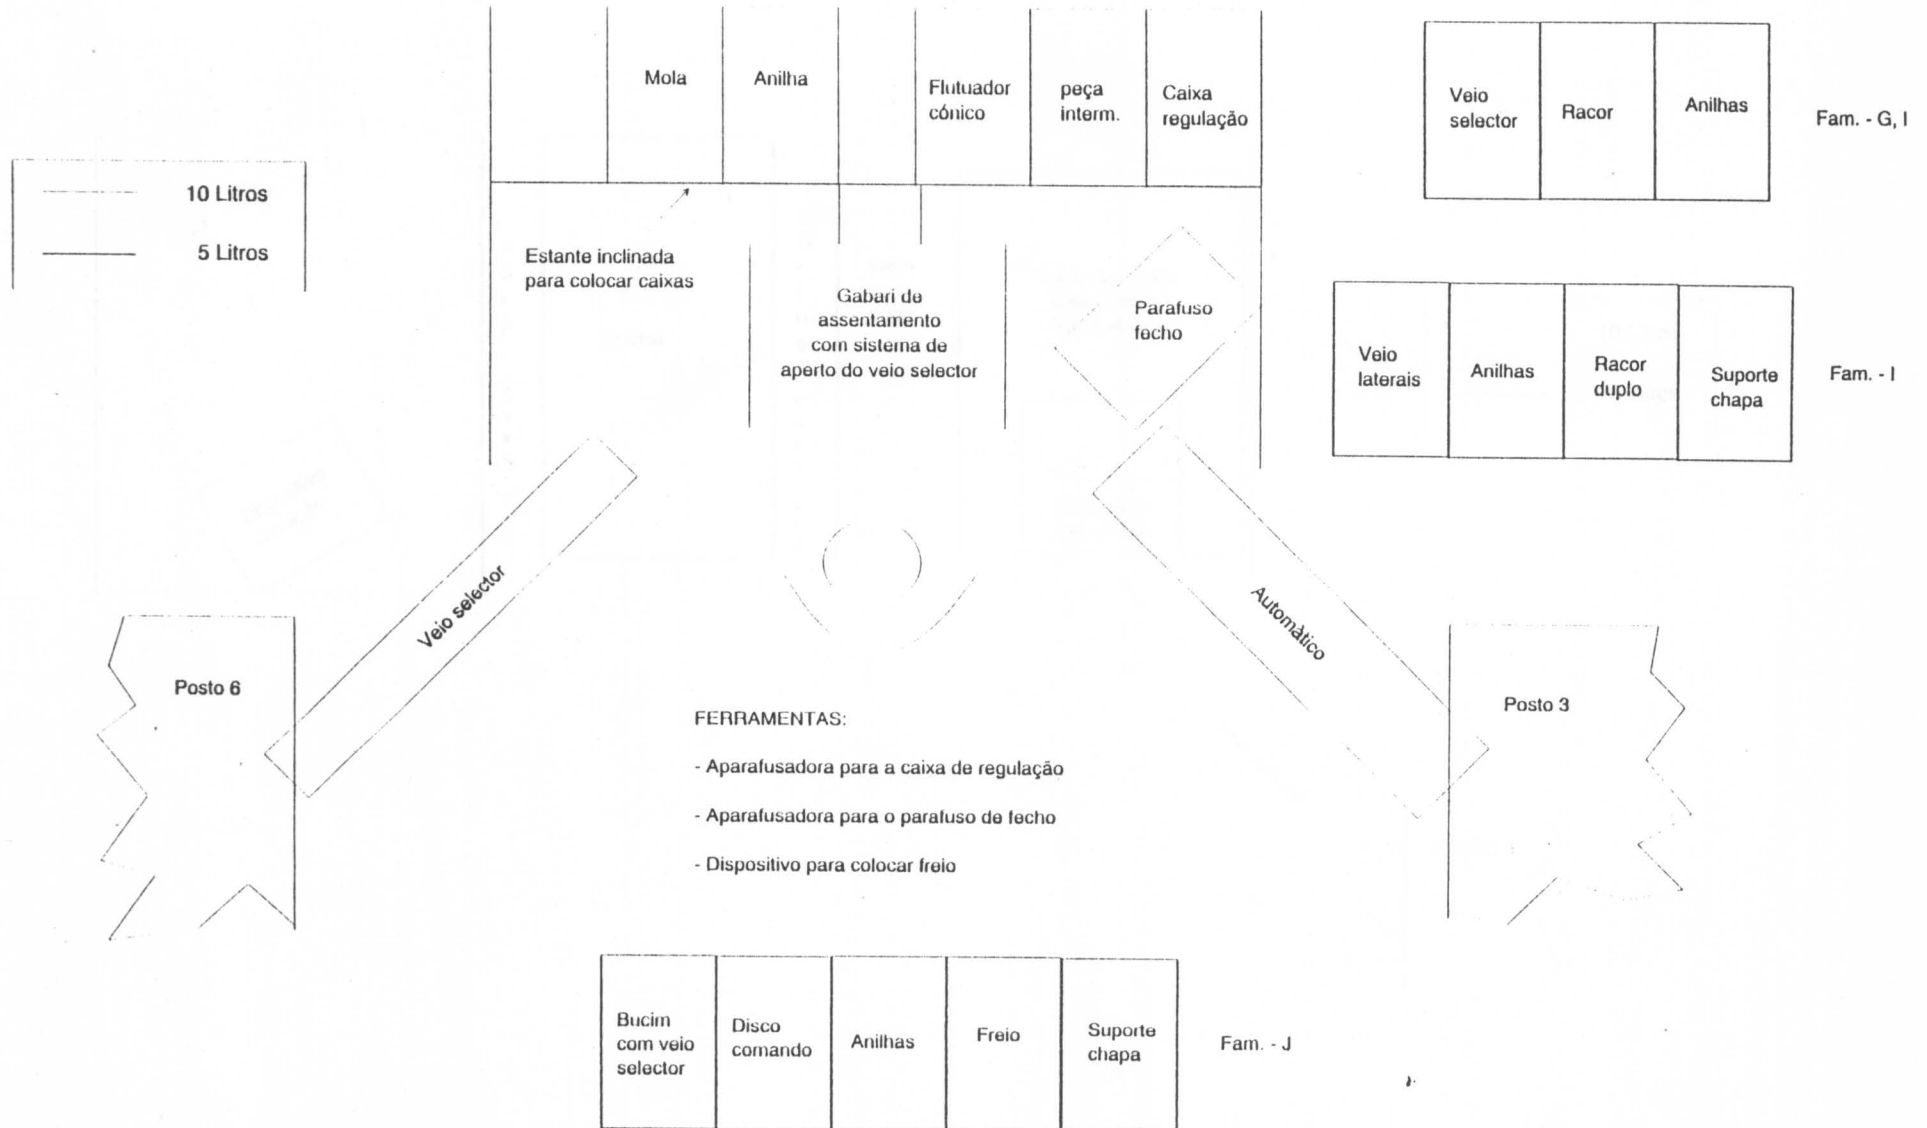 Mola
Anilha
Flutuador
cónico
peça
interm.
Caixa
regulação
Veio
selector
Racor
Anilhas
Fam. - G, I
10 Litros
5 Litros
Estante inclinada
para colocar caixas
Gabari de
assentamento
com sistema de
aperto do veio selector
Parafuso
fecho
Veio
laterais
Anilhas
Racor
duplo
Suporte
chapa
Fam. - I
Veio selector
Automàtico
Posto 6
Posto 3
FERRAMENTAS:
- Aparafusadora para a caixa de regulação
- Aparafusadora para o parafuso de fecho
- Dispositivo para colocar freio
Bucim
com veio
selector
Disco
comando
Anilhas
Freio
Suporte
chapa
Fam. - J